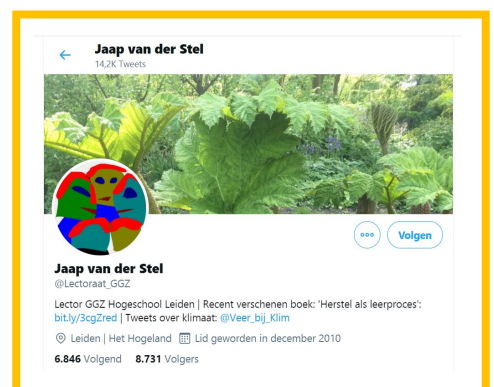 Jaap van der Stel
14,2K Tweets
Volgen
Jaap van der Stel
@Lectoraat_GGZ
Lector GGZ Hogeschool Leiden | Recent verschenen boek: 'Herstel als leerproces':
bit.ly/3cgZred | Tweets over klimaat: @Veer_bij_Klim
Leiden | Het Hogeland Lid geworden in december 2010
6.846 Volgend 8.731 Volgers